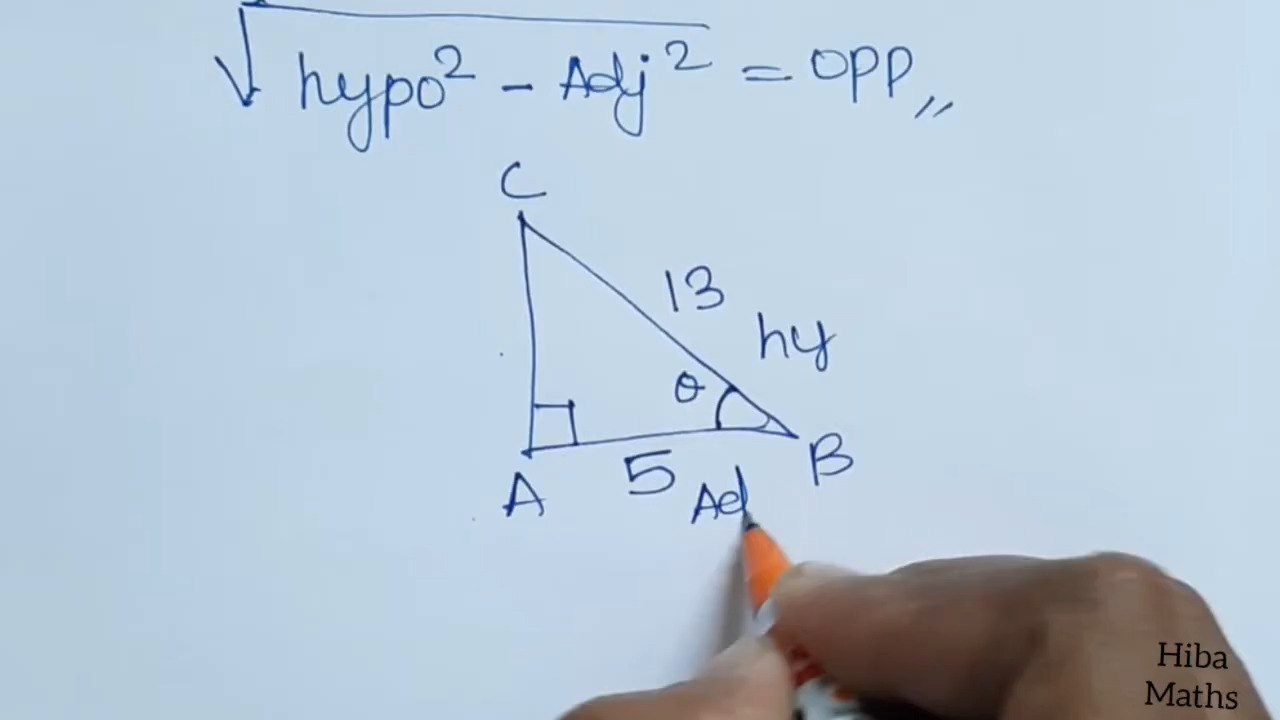 √hypo² - Adj² = opp,,
C
13
hy
θ
B
5
A
Ad
Hiba
Maths